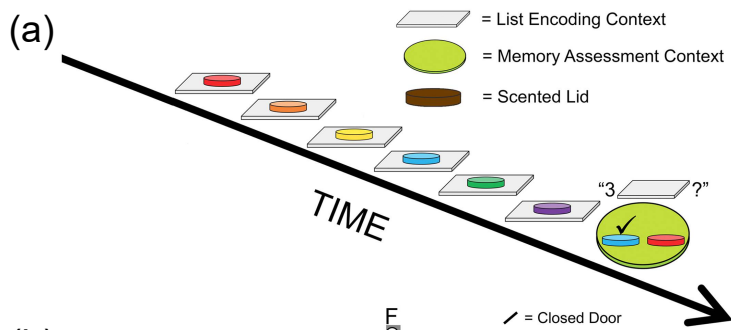 (a)
= List Encoding Context
= Memory Assessment Context
= Scented Lid
TIME
“3 ?”
F
= Closed Door